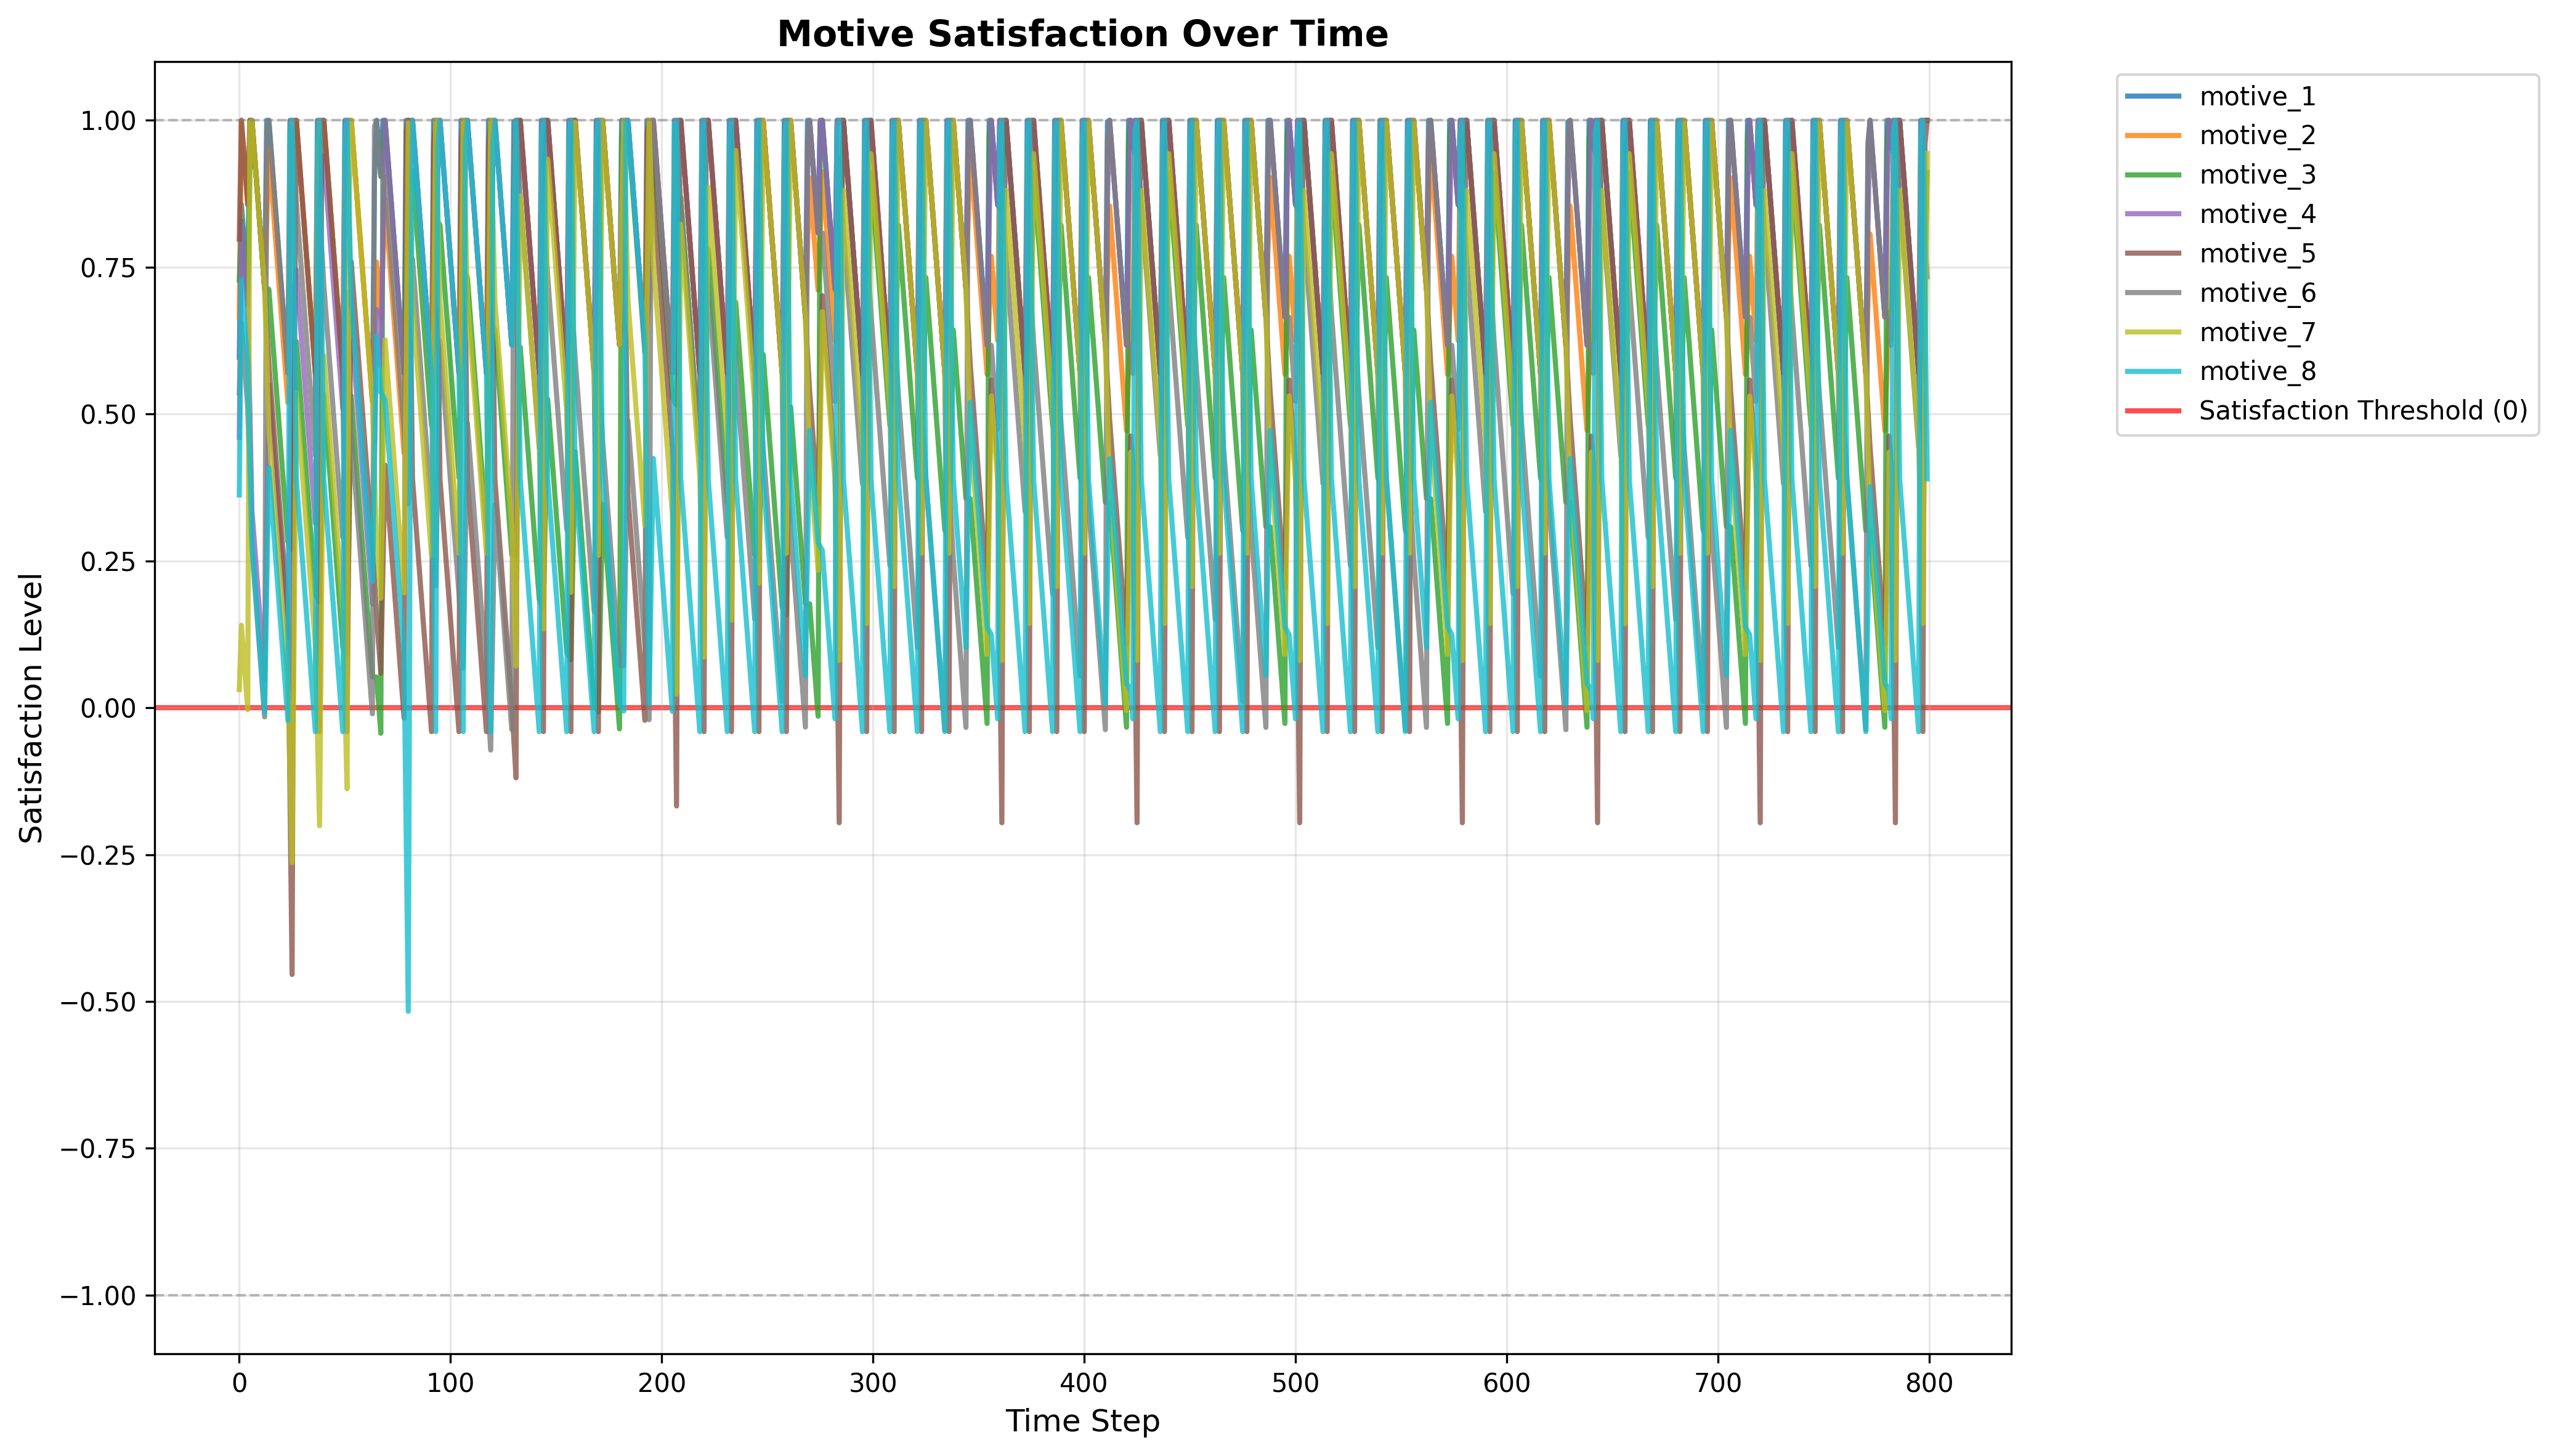 Motive Satisfaction Over Time
1.00
0.75
0.50
0.25
0.00
−0.25
−0.50
−0.75
−1.00
Satisfaction Level
0 100 200 300 400 500 600 700 800
Time Step
motive_1
motive_2
motive_3
motive_4
motive_5
motive_6
motive_7
motive_8
Satisfaction Threshold (0)